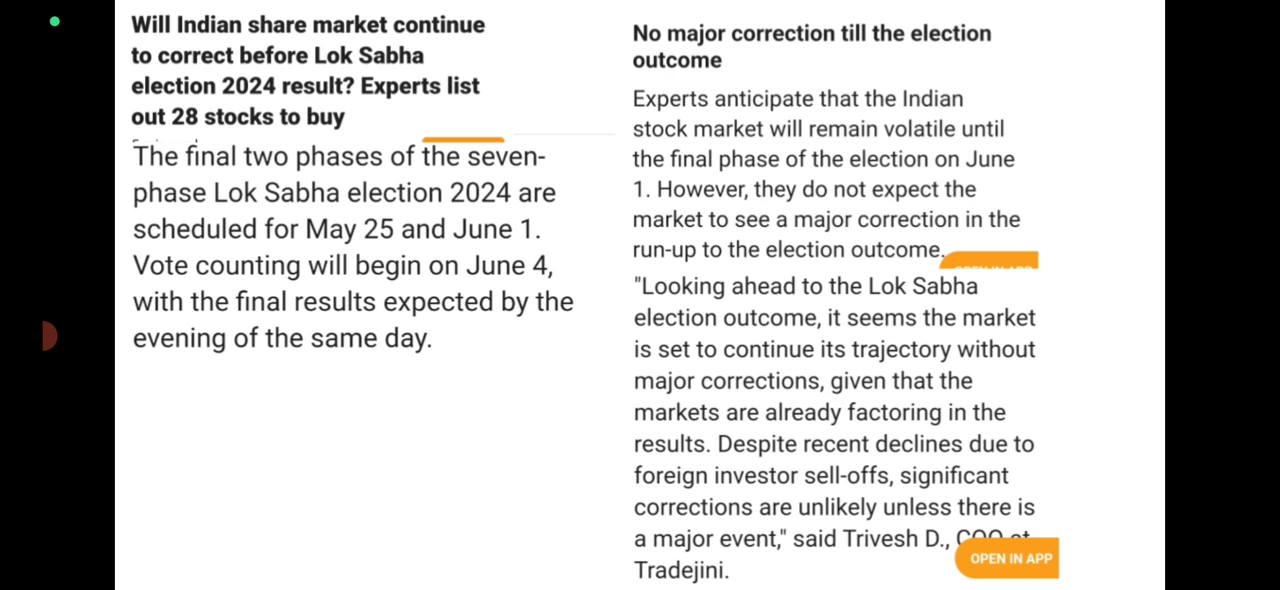 Will Indian share market continue
to correct before Lok Sabha
election 2024 result? Experts list
out 28 stocks to buy
The final two phases of the seven-
phase Lok Sabha election 2024 are
scheduled for May 25 and June 1.
Vote counting will begin on June 4,
with the final results expected by the
evening of the same day.
No major correction till the election
outcome
Experts anticipate that the Indian
stock market will remain volatile until
the final phase of the election on June
1. However, they do not expect the
market to see a major correction in the
run-up to the election outcome.
"Looking ahead to the Lok Sabha
election outcome, it seems the market
is set to continue its trajectory without
major corrections, given that the
markets are already factoring in the
results. Despite recent declines due to
foreign investor sell-offs, significant
corrections are unlikely unless there is
a major event," said Trivesh D., COO at
OPEN IN APP
Tradejini.